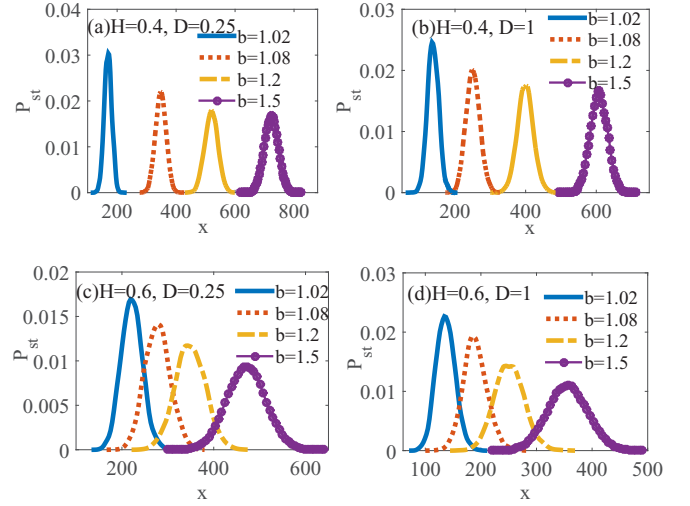 (a)H=0.4, D=0.25
b=1.02
b=1.08
b=1.2
b=1.5
0.04
0.03
0.02
0.01
0
P_st
200 400 600 800
x
(b)H=0.4, D=1
b=1.02
b=1.08
b=1.2
b=1.5
0.03
0.02
0.01
0
P_st
200 400 600
x
(c)H=0.6, D=0.25
b=1.02
b=1.08
b=1.2
b=1.5
0.02
0.015
0.01
0.005
0
P_st
200 400 600
x
(d)H=0.6, D=1
b=1.02
b=1.08
b=1.2
b=1.5
0.03
0.02
0.01
0
P_st
100 200 300 400 500
x